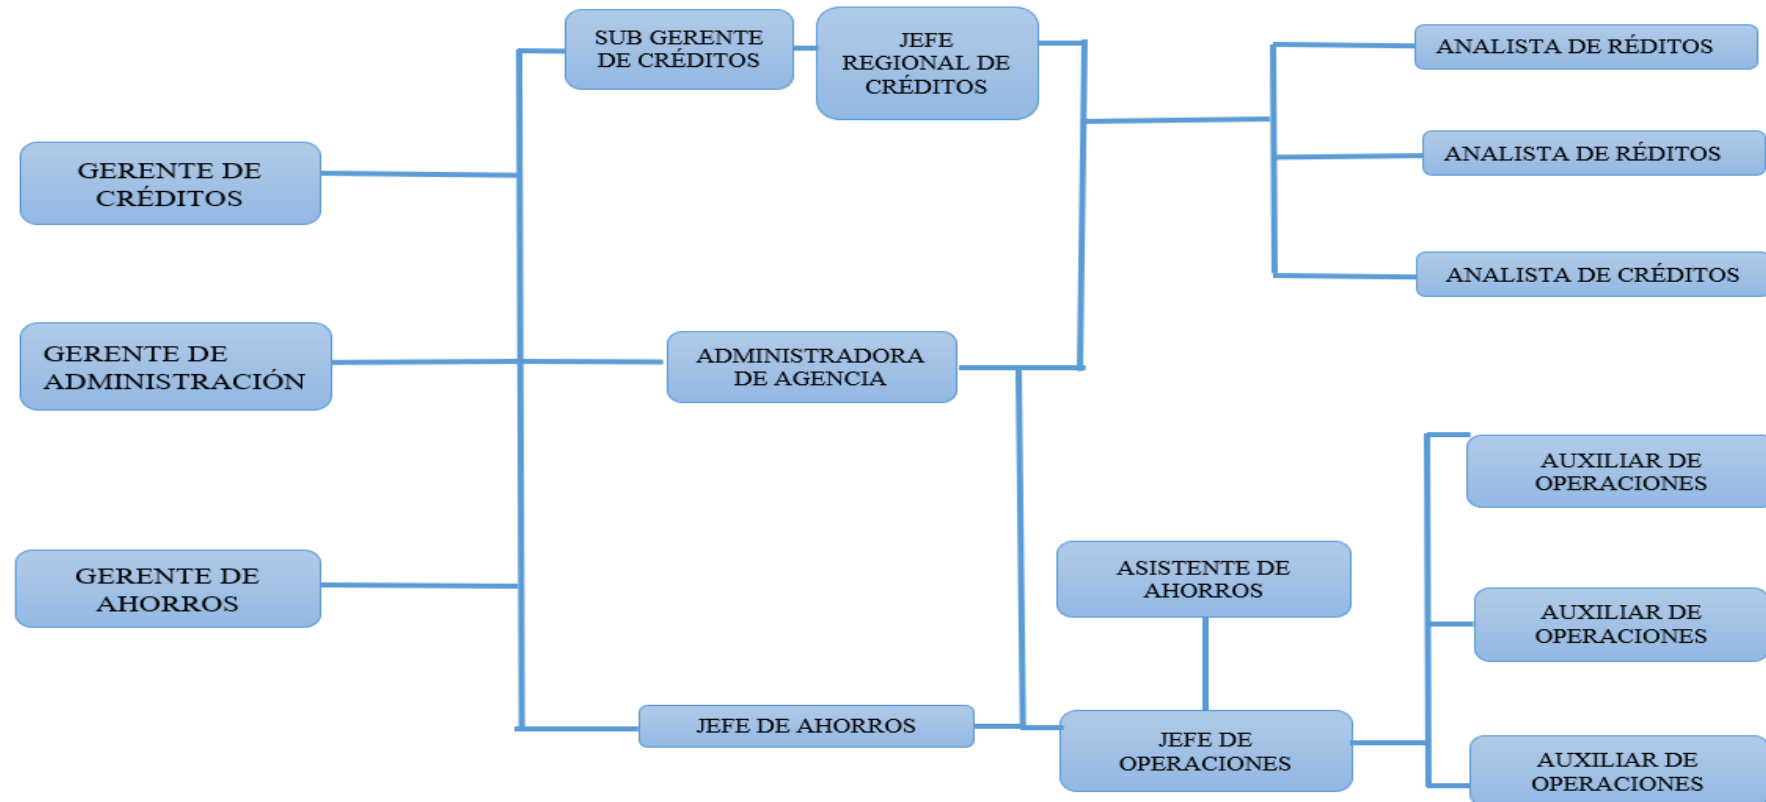 SUB GERENTE
DE CRÉDITOS
JEFE
REGIONAL DE
CRÉDITOS
ANALISTA DE RÉDITOS
GERENTE DE
CRÉDITOS
ANALISTA DE RÉDITOS
ANALISTA DE CRÉDITOS
GERENTE DE
ADMINISTRACIÓN
ADMINISTRADORA
DE AGENCIA
AUXILIAR DE
OPERACIONES
GERENTE DE
AHORROS
ASISTENTE DE
AHORROS
AUXILIAR DE
OPERACIONES
JEFE DE AHORROS
JEFE DE
OPERACIONES
AUXILIAR DE
OPERACIONES